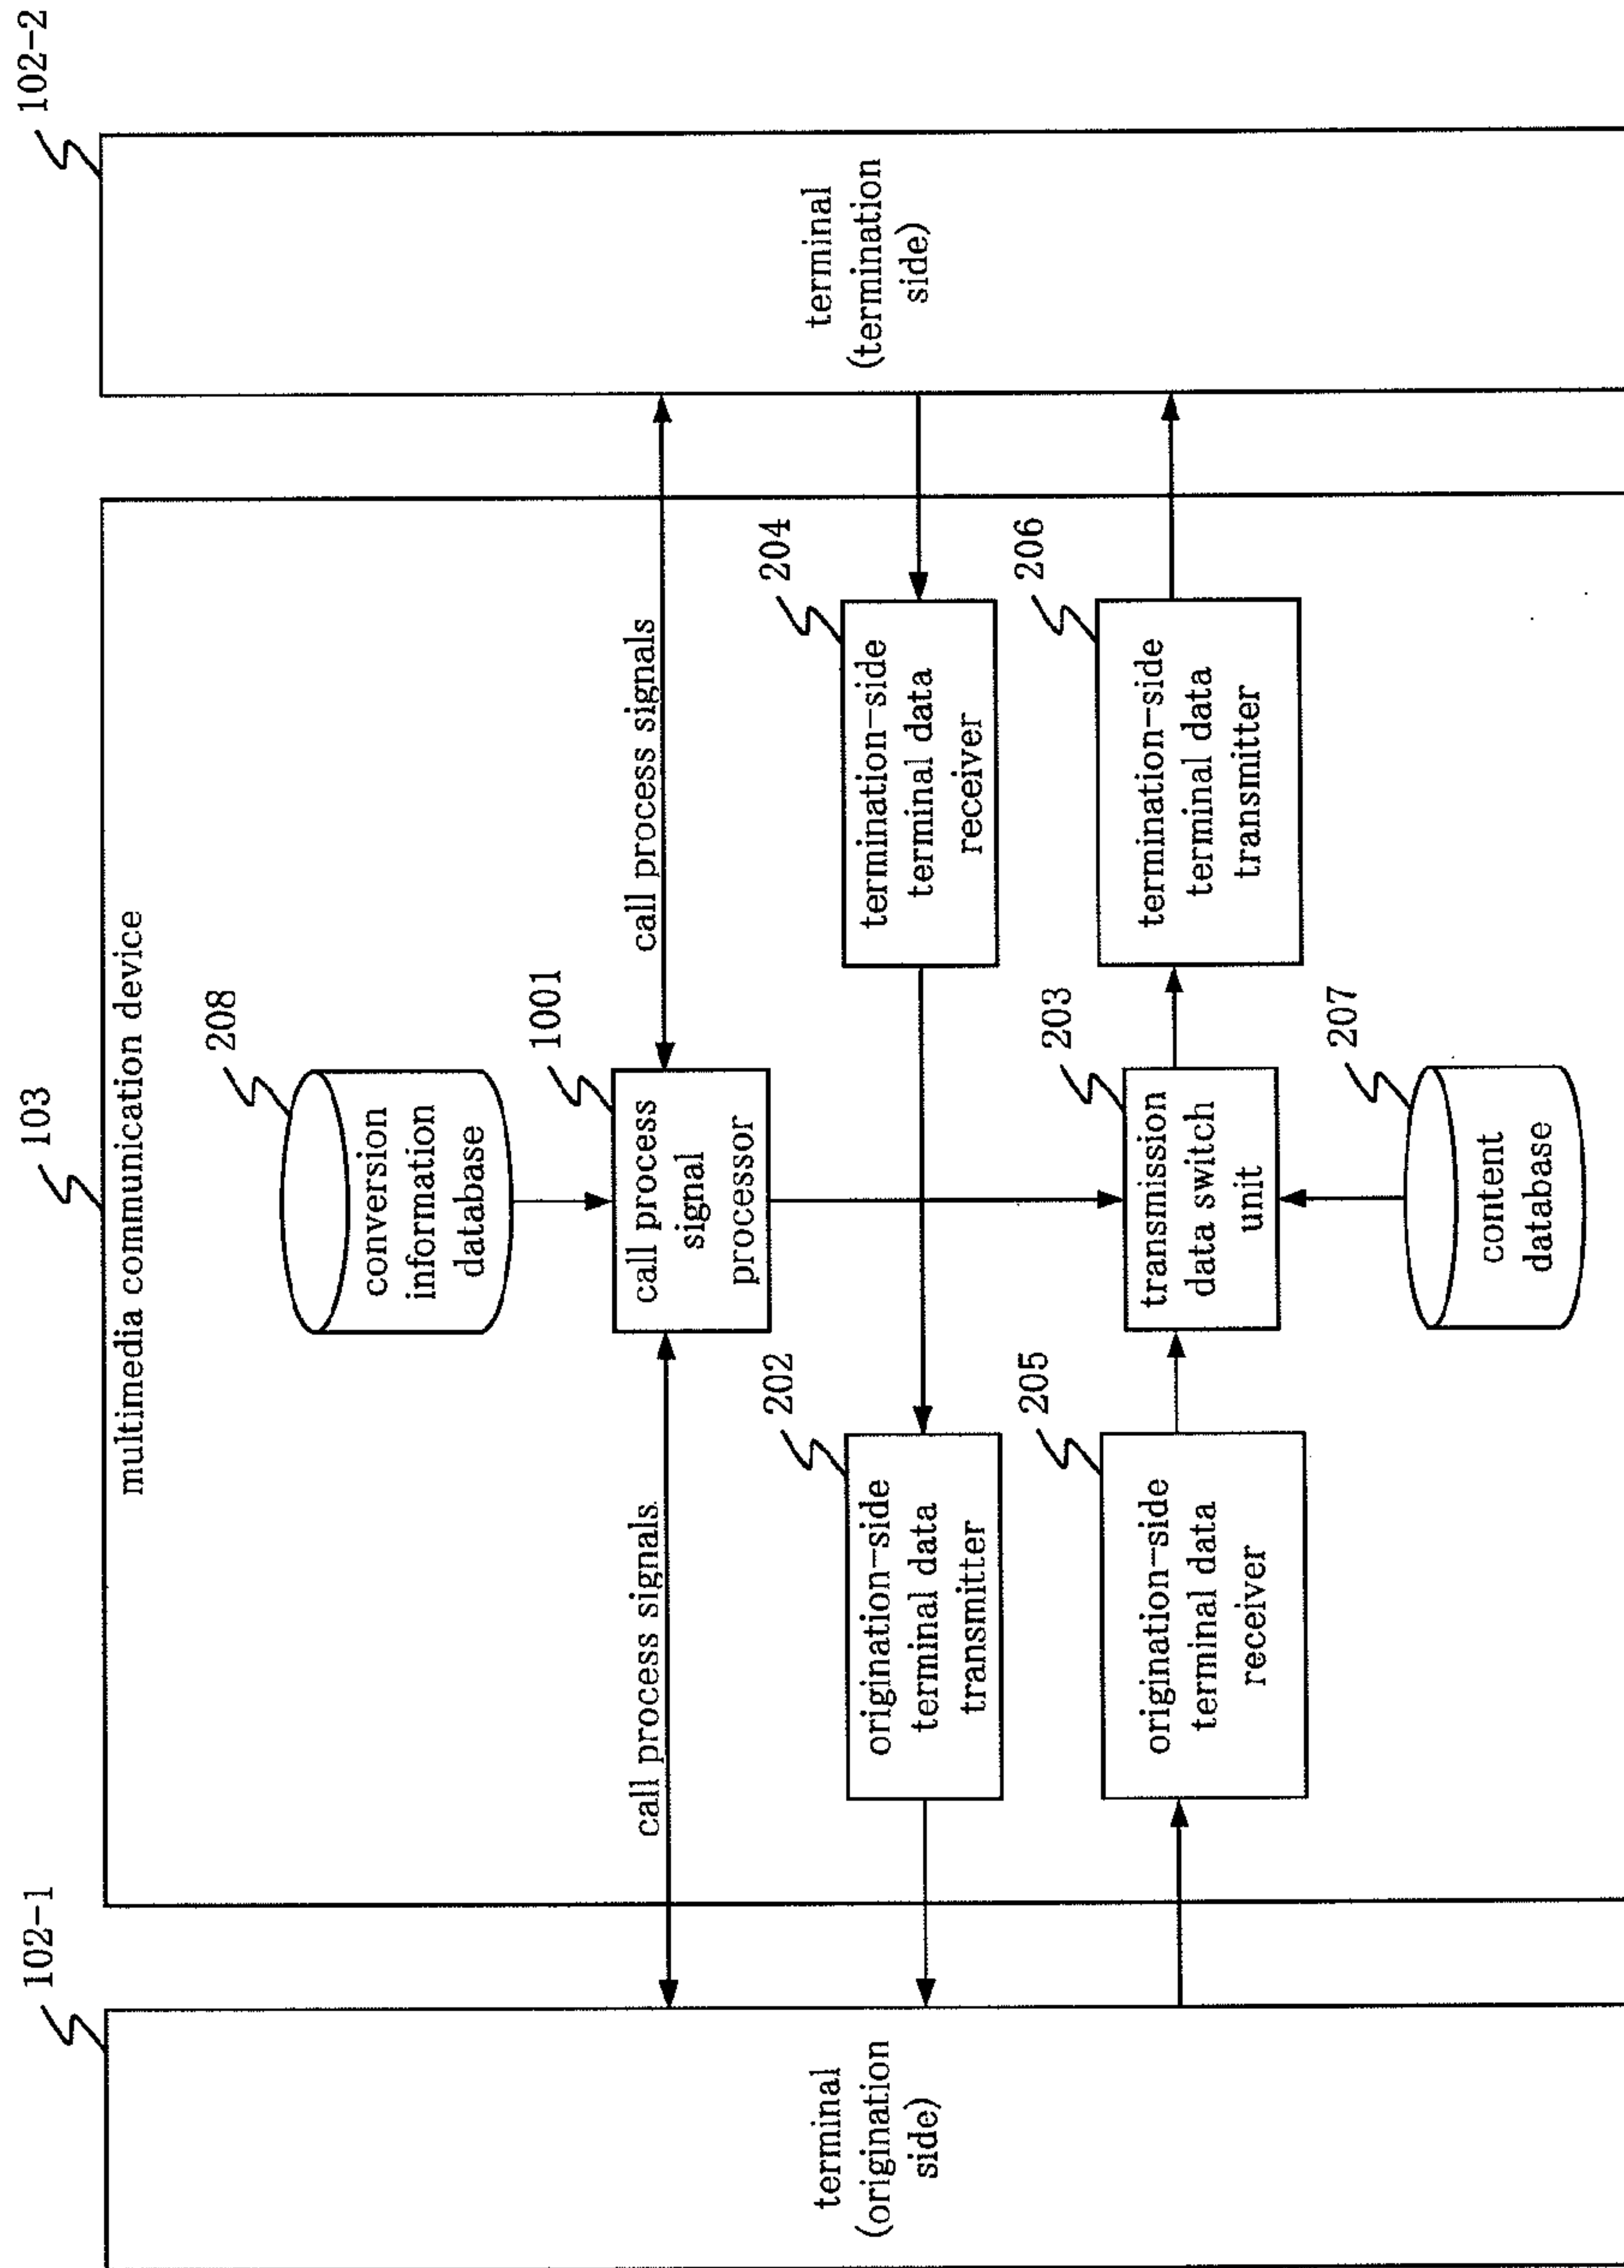 102-1
103
102-2
multimedia communication device
208
conversion
information
database
1001
call process signals
call process
signal
processor
call process signals
terminal
(origination
side)
terminal
(termination
side)
202
origination-side
terminal data
transmitter
204
termination-side
terminal data
receiver
205
origination-side
terminal data
receiver
203
transmission
data switch
unit
206
termination-side
terminal data
transmitter
207
content
database